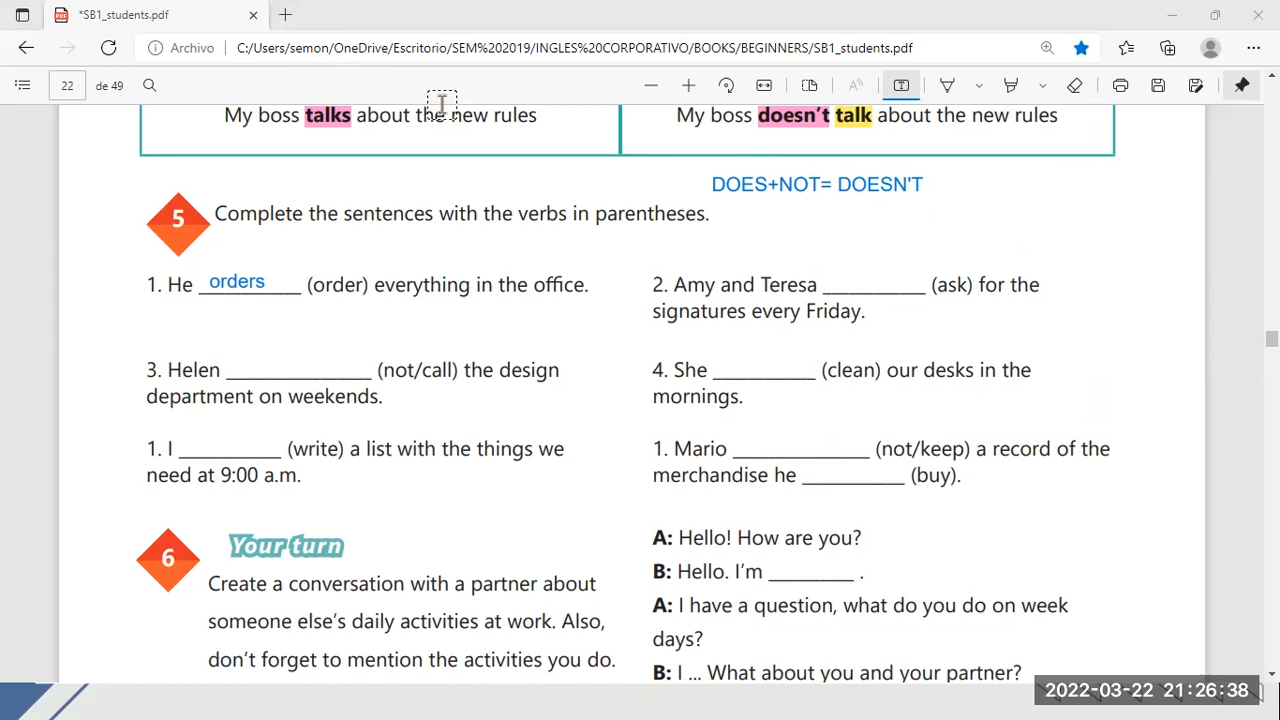 *SB1_students.pdf
Archivo C:/Users/semon/OneDrive/Escritorio/SEM%202019/INGLES%20CORPORATIVO/BOOKS/BEGINNERS/SB1_students.pdf
22 de 49
My boss talks about the new rules
My boss doesn't talk about the new rules
DOES+NOT= DOESN'T
5 Complete the sentences with the verbs in parentheses.
1. He orders (order) everything in the office.
2. Amy and Teresa ___________ (ask) for the
signatures every Friday.
3. Helen ________________ (not/call) the design
department on weekends.
4. She ___________ (clean) our desks in the
mornings.
1. I ___________ (write) a list with the things we
need at 9:00 a.m.
1. Mario _______________ (not/keep) a record of the
merchandise he ___________ (buy).
6 Your turn
Create a conversation with a partner about
someone else's daily activities at work. Also,
don't forget to mention the activities you do.
A: Hello! How are you?
B: Hello. I'm _________ .
A: I have a question, what do you do on week
days?
B: I ... What about you and your partner?
2022-03-22 21:26:38